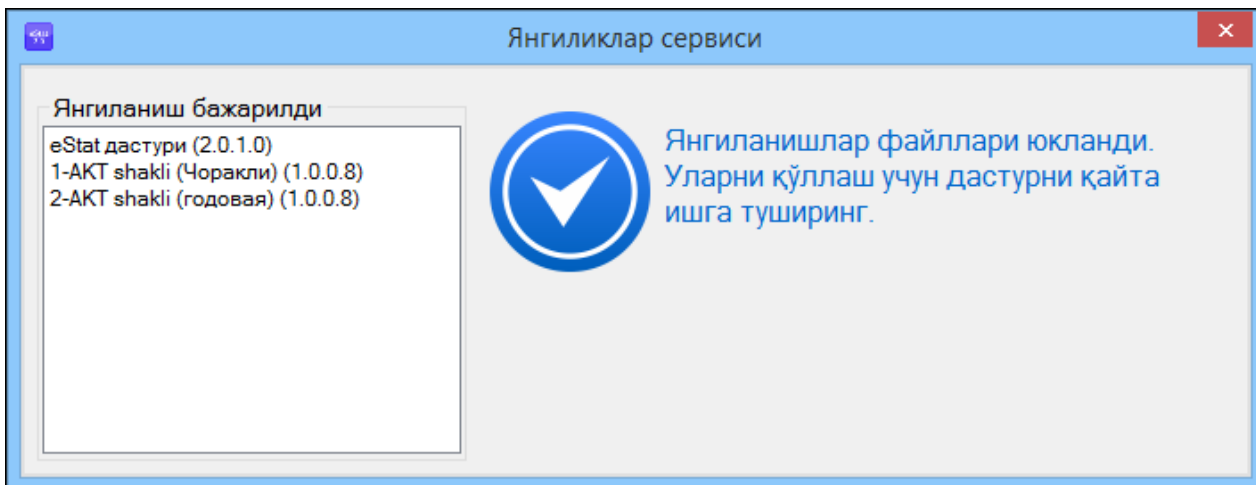 Янгиликлар сервиси
Янгиланиш бажарилди
eStat дастури (2.0.1.0)
1-AKT shakli (Чоракли) (1.0.0.8)
2-AKT shakli (годовая) (1.0.0.8)
Янгиланишлар файллари юкланди.
Уларни қўллаш учун дастурни қайта
ишга туширинг.